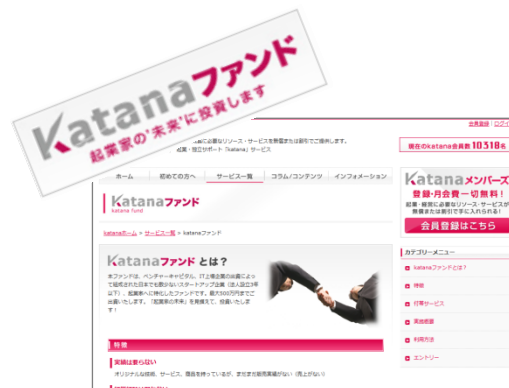 Katanaファンド
起業家の'未来'に投資します
に必要なリソース・サービスを無償または割引でご提供します。
起業・独立サポート「katana」サービス
会員登録 | ログイ
現在のkatana会員数 10318名
ホーム
初めての方へ
サービス一覧
コラム/コンテンツ
インフォメーション
Katanaファンド
katana fund
katanaホーム > サービス一覧 > katanaファンド
Katanaファンド とは？
本ファンドは、ベンチャーキャピタル、IT上場企業の出資によっ
て組成された日本でも数少ないスタートアップ企業（法人設立3年
以下）、起業家へに特化したファンドです。最大500万円までご
出資いたします。「起業家の未来」を見据えて、投資いたしま
す！
特徴
実績は要らない
オリジナルな技術、サービス、商品を持っているが、まだまだ販売実績がない（売上がない）
Katanaメンバーズ
登録・月会費一切無料！
起業・経営に必要なリソース・サービスが
無償または割引で手に入れられる！
会員登録はこちら
カテゴリーメニュー
katanaファンドとは？
特徴
付帯サービス
実施概要
利用方法
エントリー